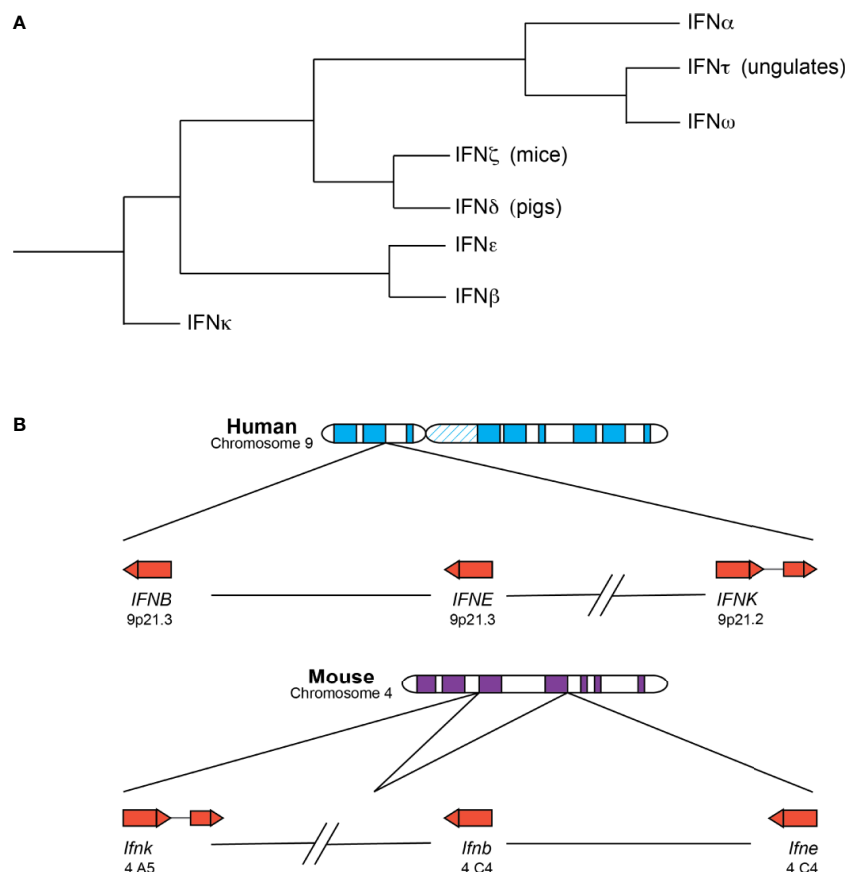 A
IFNα
IFNτ (ungulates)
IFNω
IFNζ (mice)
IFNδ (pigs)
IFNε
IFNβ
IFNκ
B
Human
Chromosome 9
IFNB
IFNE
IFNK
9p21.3
9p21.3
9p21.2
Mouse
Chromosome 4
Ifnk
Ifnb
Ifne
4 A5
4 C4
4 C4